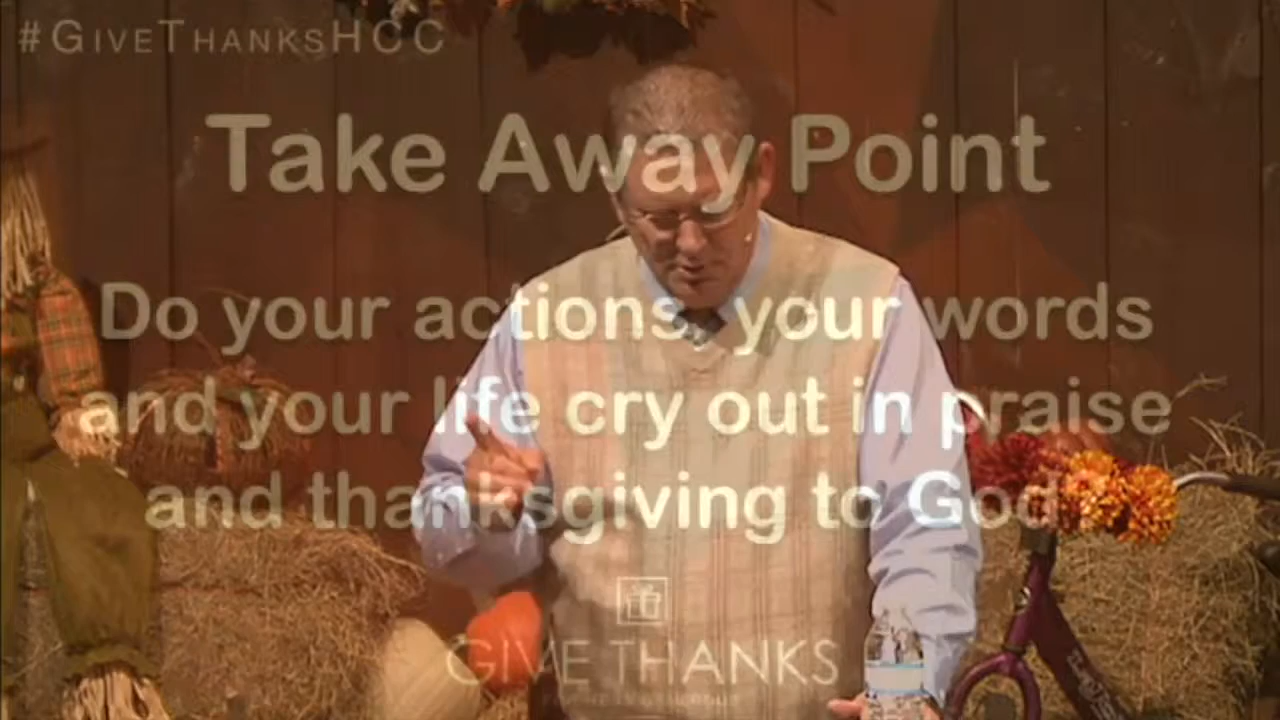 #GiveThanksHCC
Take Away Point
Do your actions, your words
and your life cry out in praise
and thanksgiving to God?
GIVE THANKS